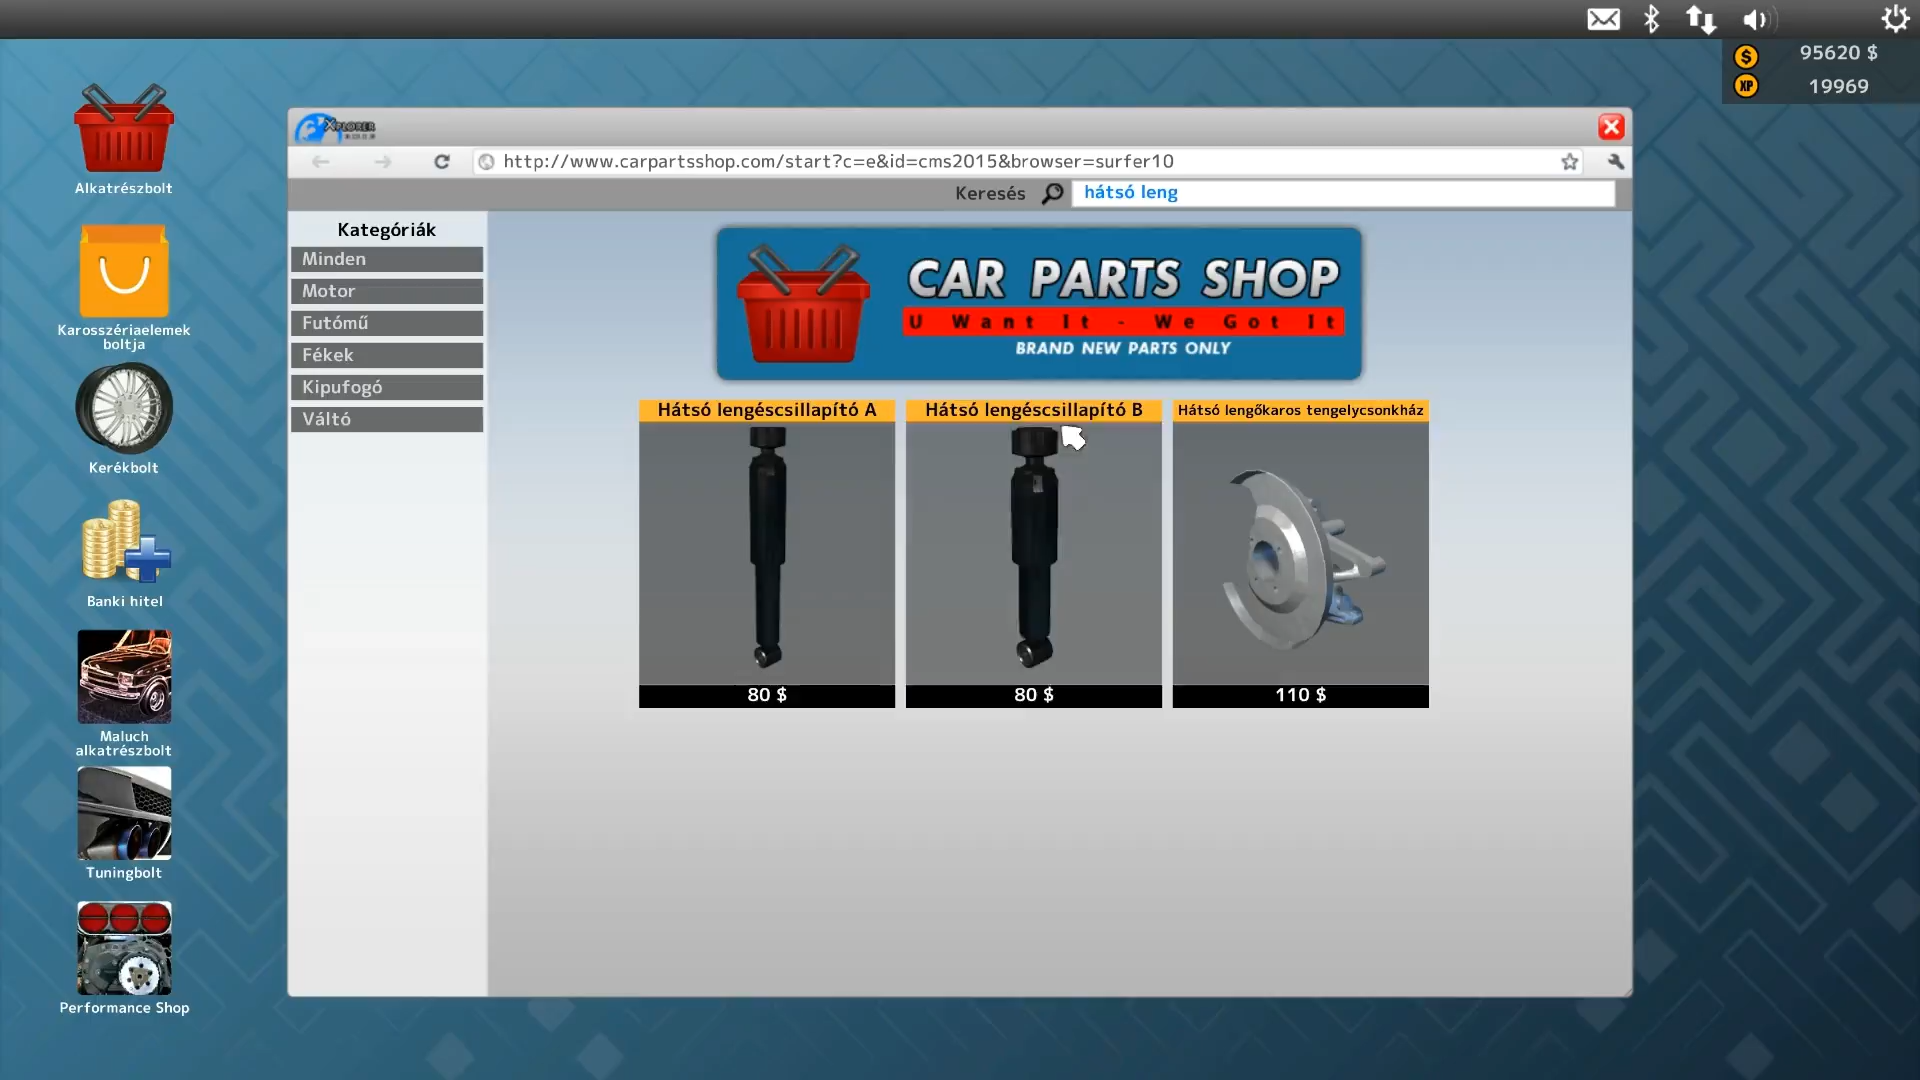 95620 $
XP
19969
Alkatrészbolt
Karosszériaelemek
boltja
Kerékbolt
Banki hitel
Maluch
alkatrészbolt
Tuningbolt
Performance Shop
XPLORER
http://www.carpartsshop.com/start?c=e&id=cms2015&browser=surfer10
Keresés
hátsó leng
Kategóriák
Minden
Motor
Futómű
Fékek
Kipufogó
Váltó
CAR PARTS SHOP
U Want It - We Got It
BRAND NEW PARTS ONLY
Hátsó lengéscsillapító A
80 $
Hátsó lengéscsillapító B
80 $
Hátsó lengőkaros tengelycsonkház
110 $